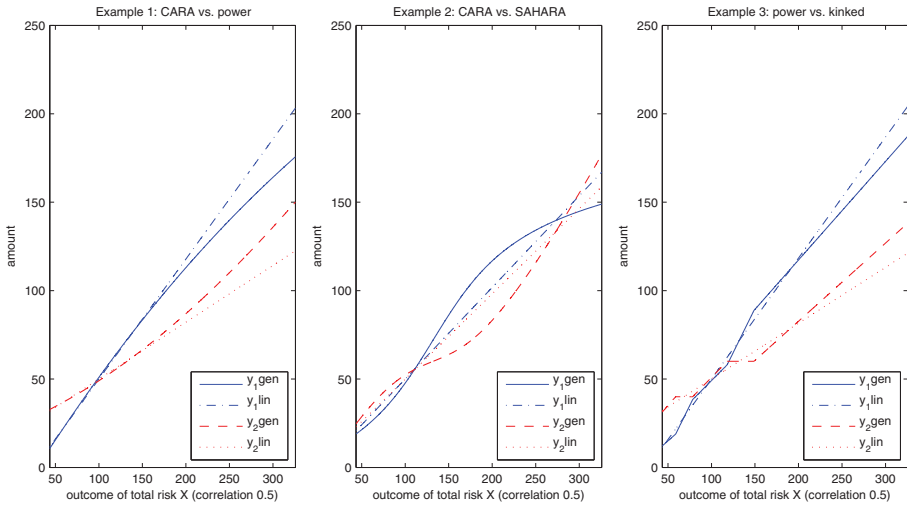 Example 1: CARA vs. power
250
200
150
100
50
0
amount
50 100 150 200 250 300
outcome of total risk X (correlation 0.5)
y1gen
y1lin
y2gen
y2lin
Example 2: CARA vs. SAHARA
250
200
150
100
50
0
amount
50 100 150 200 250 300
outcome of total risk X (correlation 0.5)
y1gen
y1lin
y2gen
y2lin
Example 3: power vs. kinked
250
200
150
100
50
0
amount
50 100 150 200 250 300
outcome of total risk X (correlation 0.5)
y1gen
y1lin
y2gen
y2lin